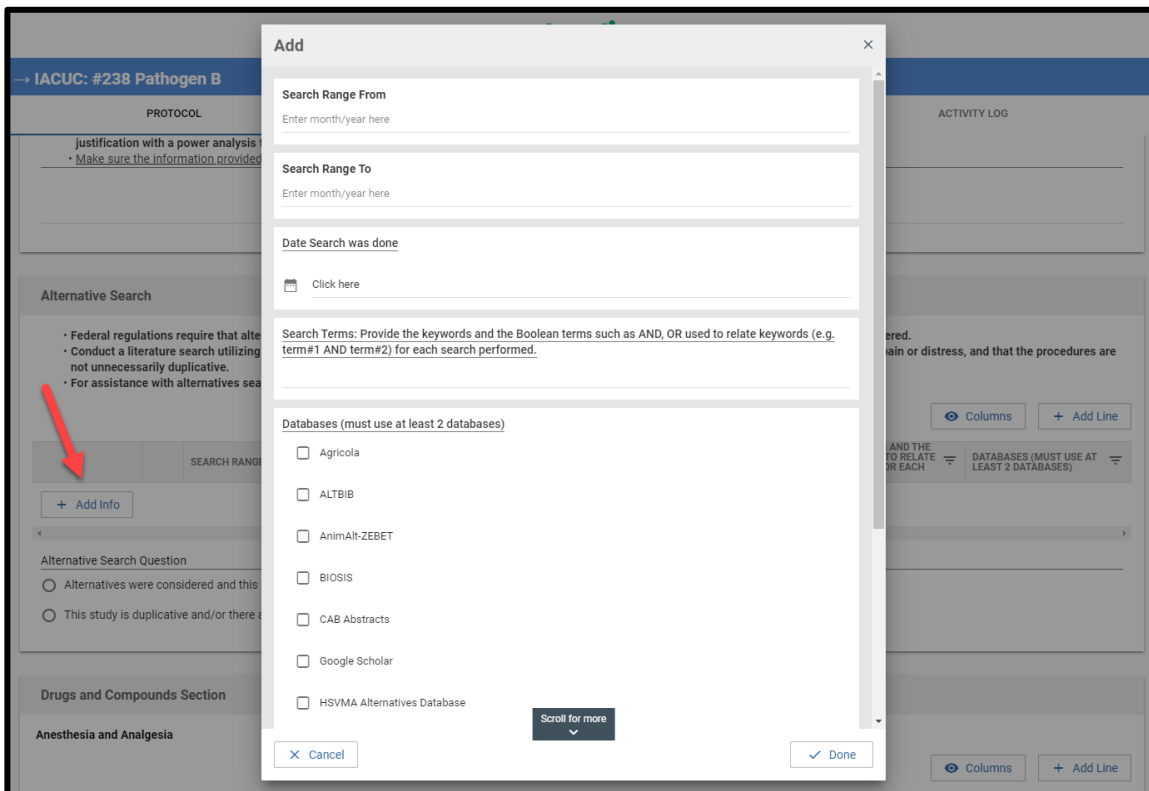 Add
→ IACUC: #238 Pathogen B
PROTOCOL
ACTIVITY LOG
justification with a power analysis
• Make sure the information provided
Search Range From
Enter month/year here
Search Range To
Enter month/year here
Date Search was done
Click here
Search Terms: Provide the keywords and the Boolean terms such as AND, OR used to relate keywords (e.g.
term#1 AND term#2) for each search performed.
Databases (must use at least 2 databases)
Agricola
ALTBIB
AnimAlt-ZEBET
BIOSIS
CAB Abstracts
Google Scholar
HSVMA Alternatives Database
Scroll for more
Cancel
Done
Alternative Search
• Federal regulations require that
• Conduct a literature search utilizing
pain or distress, and that the procedures are
not unnecessarily duplicative.
• For assistance with alternatives
Columns
+ Add Line
SEARCH RANGE
AND THE
TO RELATE
OR EACH
DATABASES (MUST USE AT
LEAST 2 DATABASES)
+ Add Info
Alternative Search Question
Alternatives were considered and this
This study is duplicative and/or there
Drugs and Compounds Section
Anesthesia and Analgesia
Columns
+ Add Line